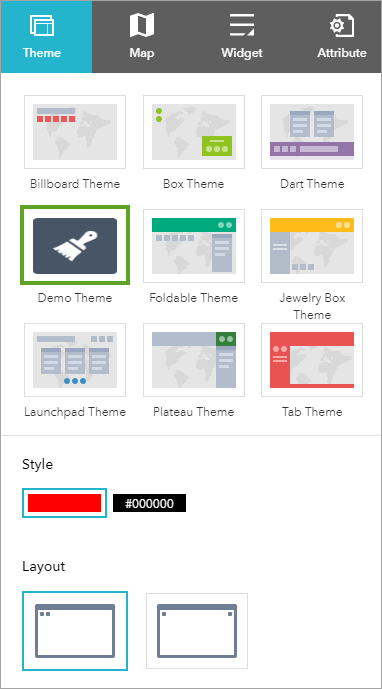 Theme Map Widget Attribute
Billboard Theme Box Theme Dart Theme
Demo Theme Foldable Theme Jewelry Box
Theme
Launchpad Theme Plateau Theme Tab Theme
Style
#000000
Layout